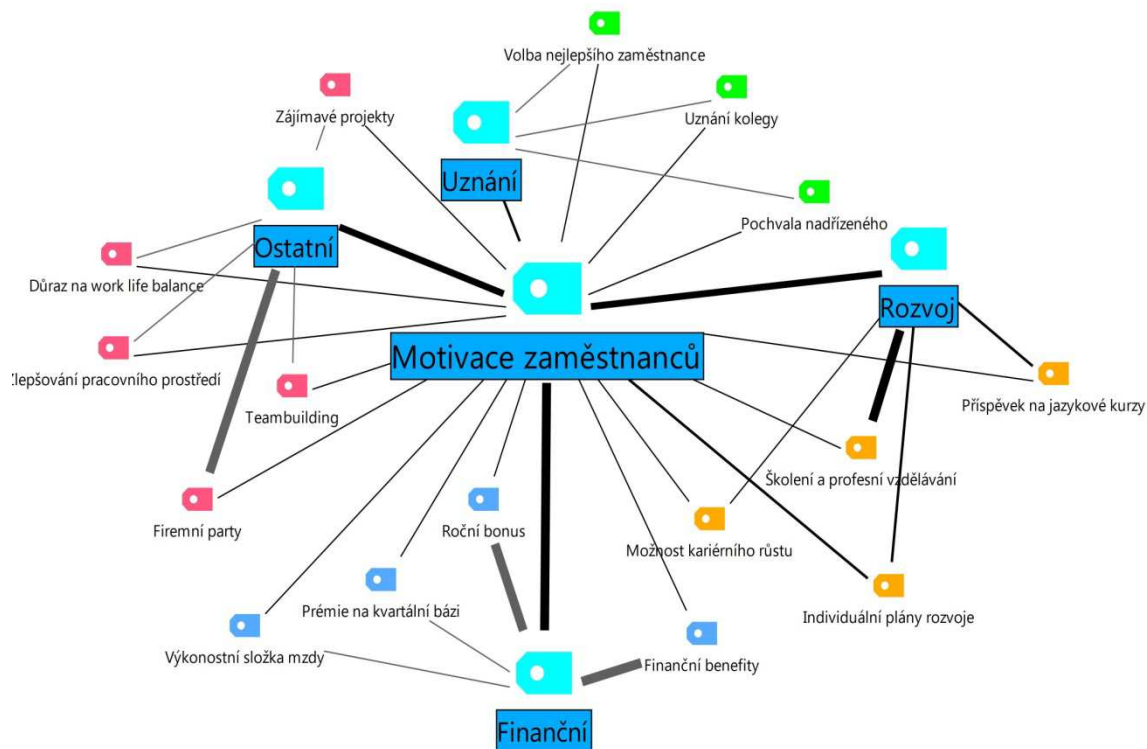 Volba nejlepšího zaměstnance
Zájímavé projekty
Uznání kolegy
Uznání
Pochvala nadřízeného
Ostatní
Důraz na work life balance
Rozvoj
Motivace zaměstnanců
Zlepšování pracovního prostředí
Teambuilding
Příspěvek na jazykové kurzy
Školení a profesní vzdělávání
Firemní party
Roční bonus
Možnost kariérního růstu
Prémie na kvartální bázi
Individuální plány rozvoje
Výkonostní složka mzdy
Finanční benefity
Finanční